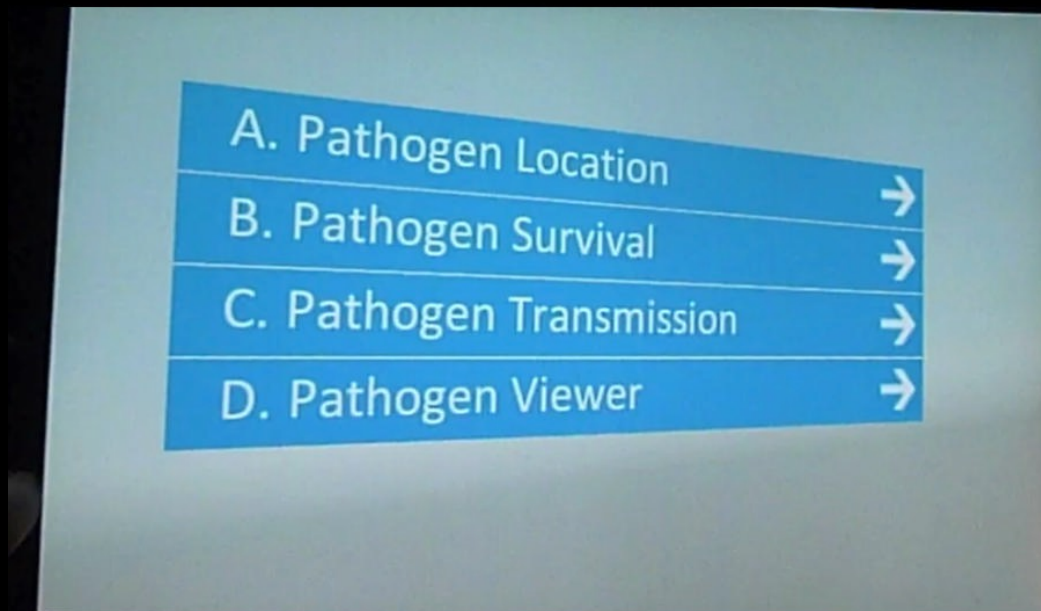 A. Pathogen Location →
B. Pathogen Survival →
C. Pathogen Transmission →
D. Pathogen Viewer →